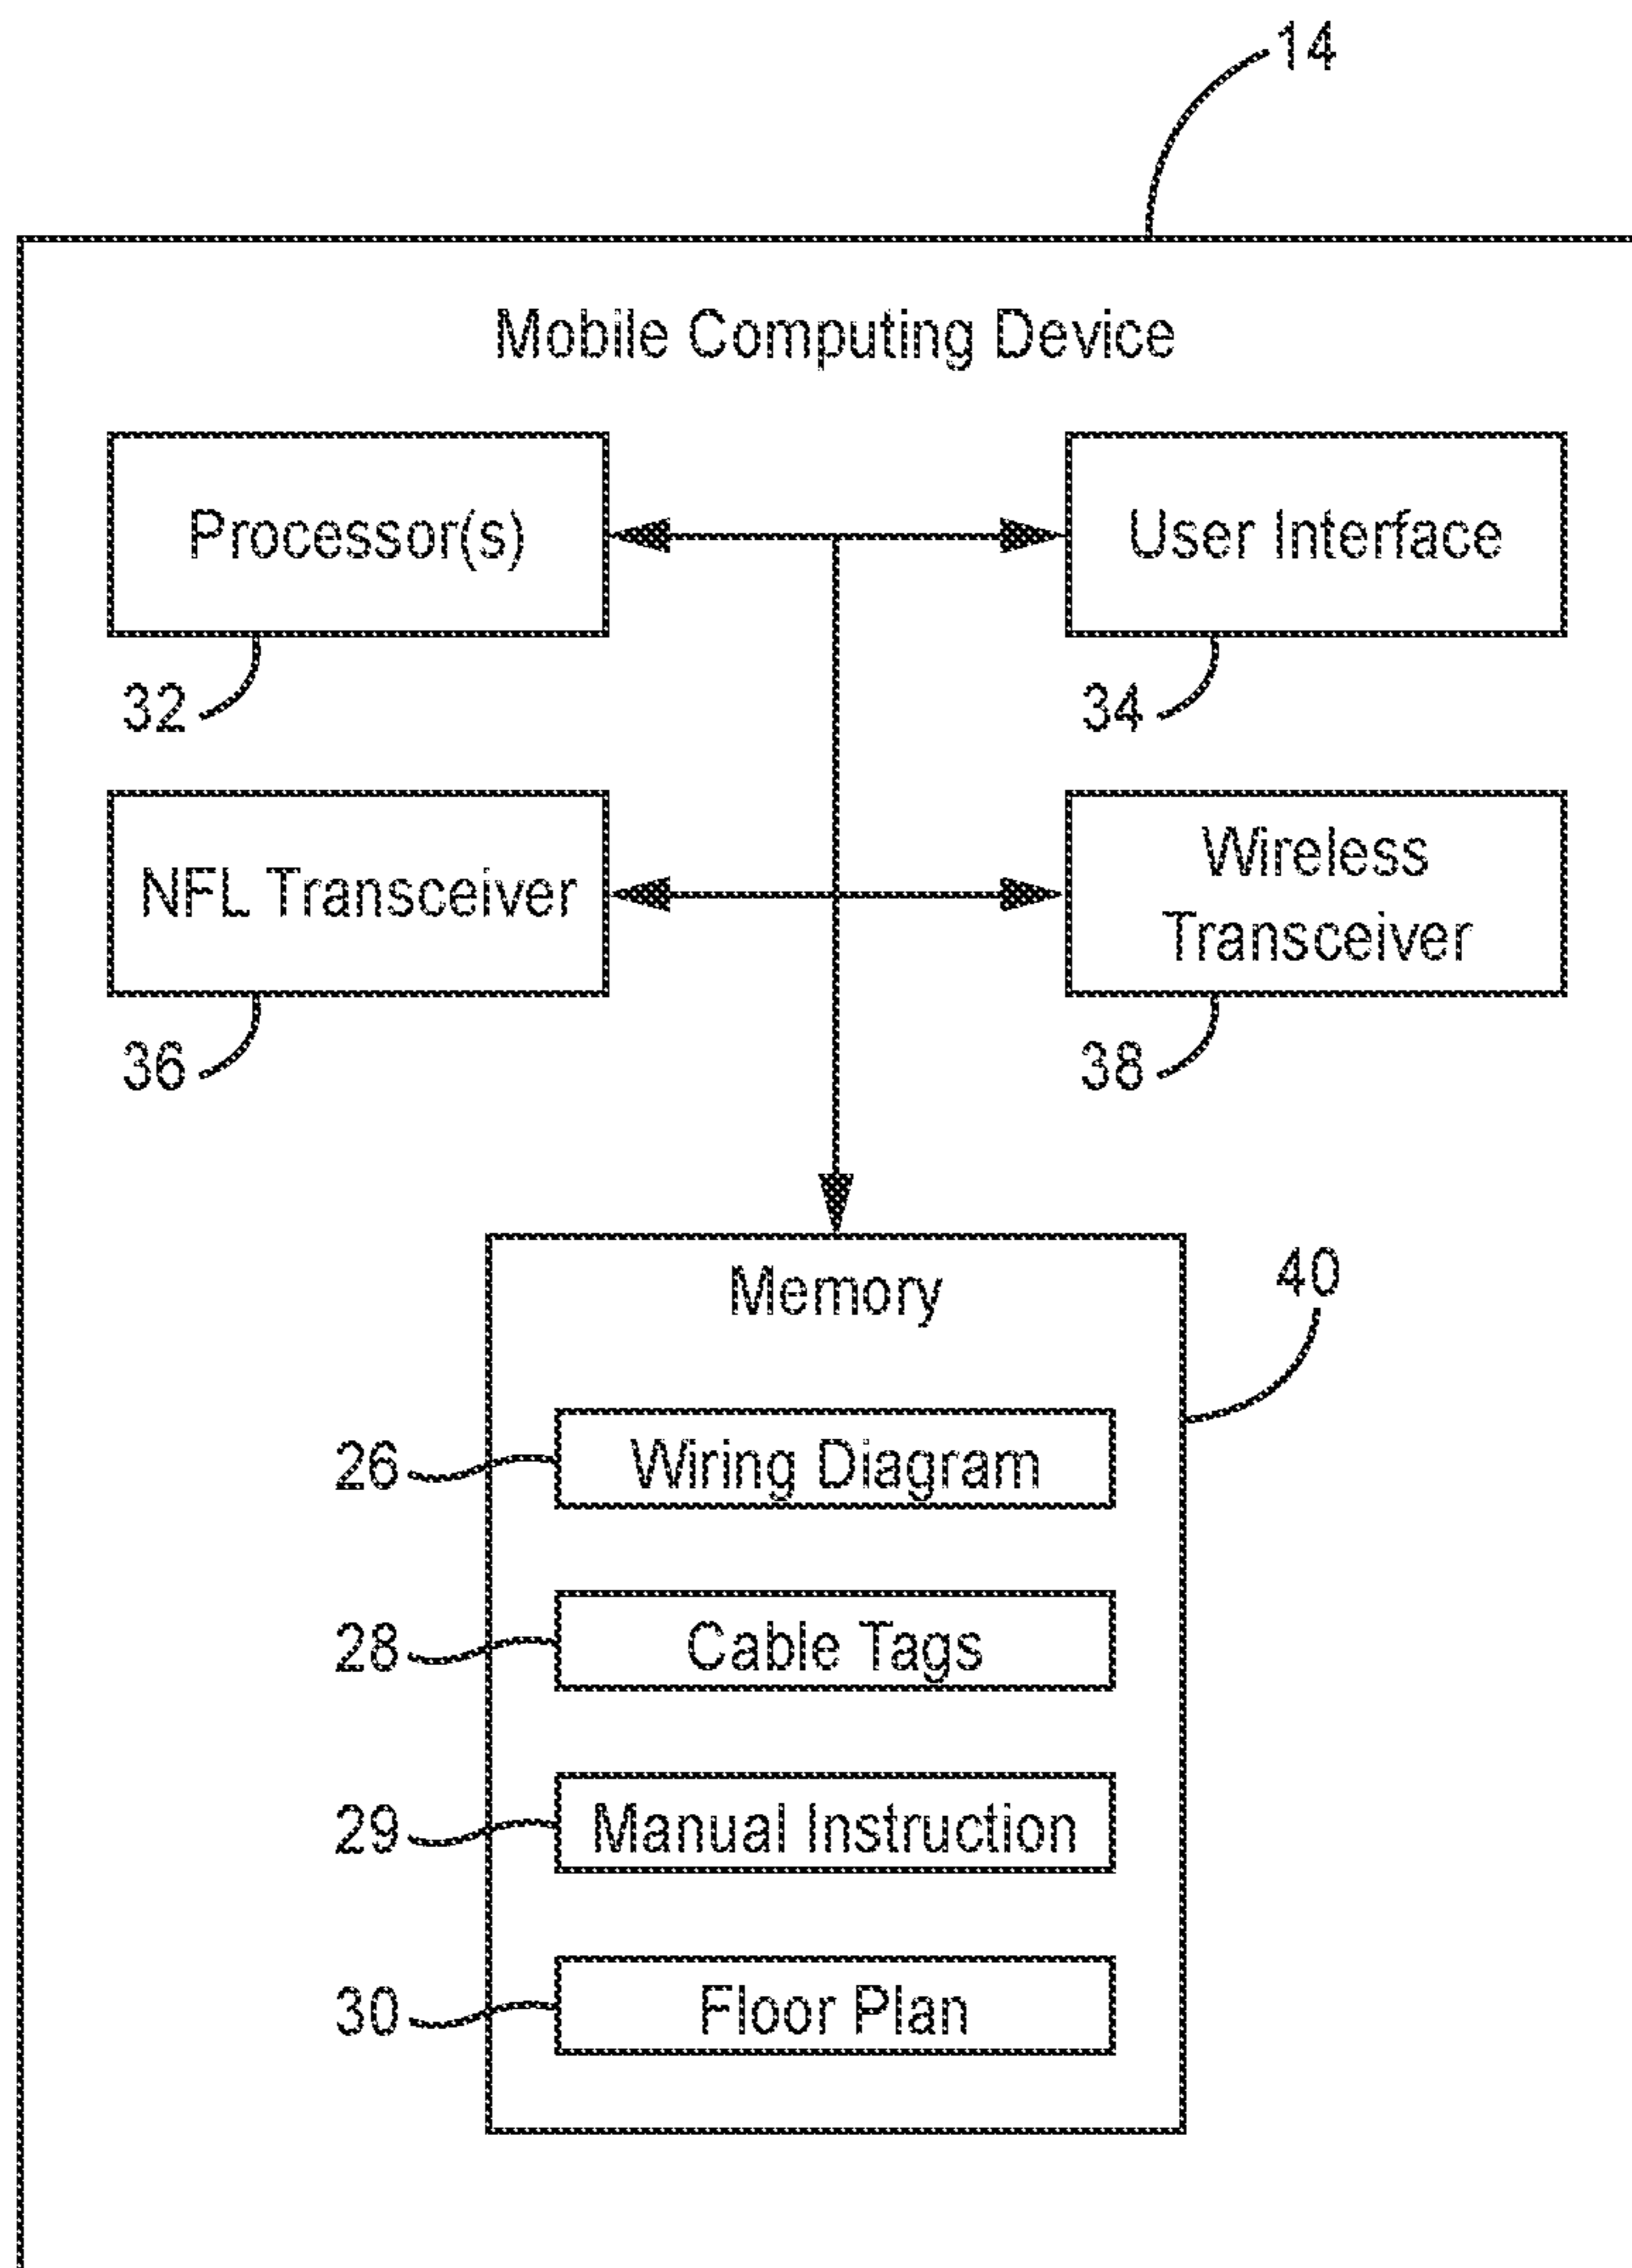 14
Mobile Computing Device
Processor(s)
User Interface
32
34
NFL Transceiver
Wireless
Transceiver
36
38
Memory
40
26
Wiring Diagram
28
Cable Tags
29
Manual Instruction
30
Floor Plan